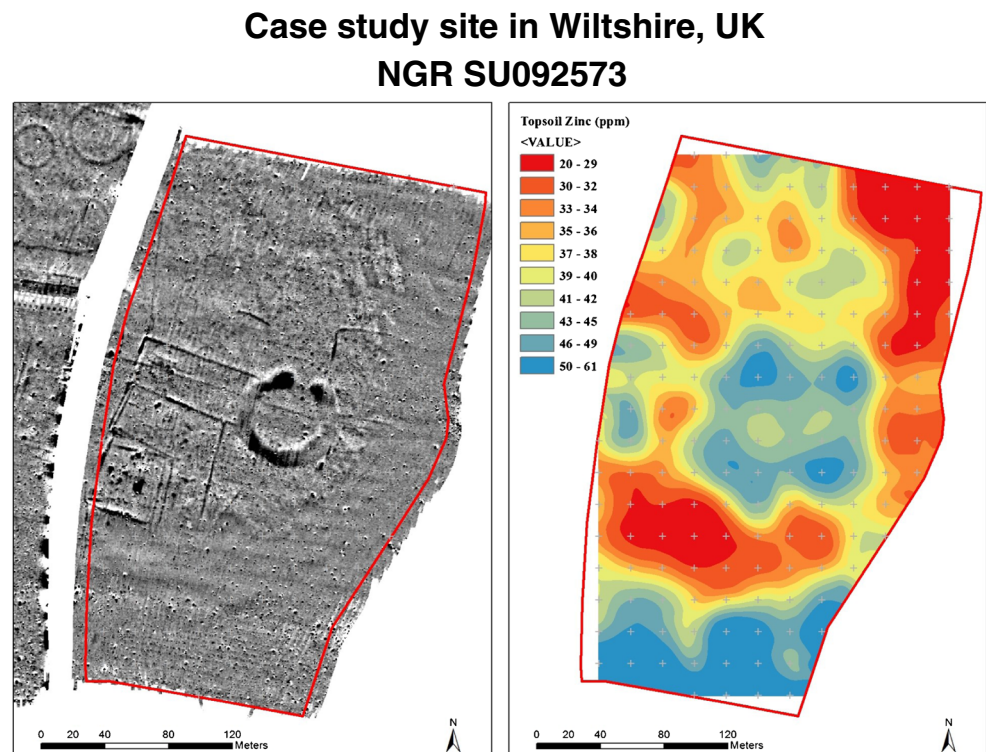 Case study site in Wiltshire, UK
NGR SU092573
0 20 40 80 120
Meters
N
Topsoil Zinc (ppm)
<VALUE>
20 - 29
30 - 32
33 - 34
35 - 36
37 - 38
39 - 40
41 - 42
43 - 45
46 - 49
50 - 61
0 20 40 80 120
Meters
N